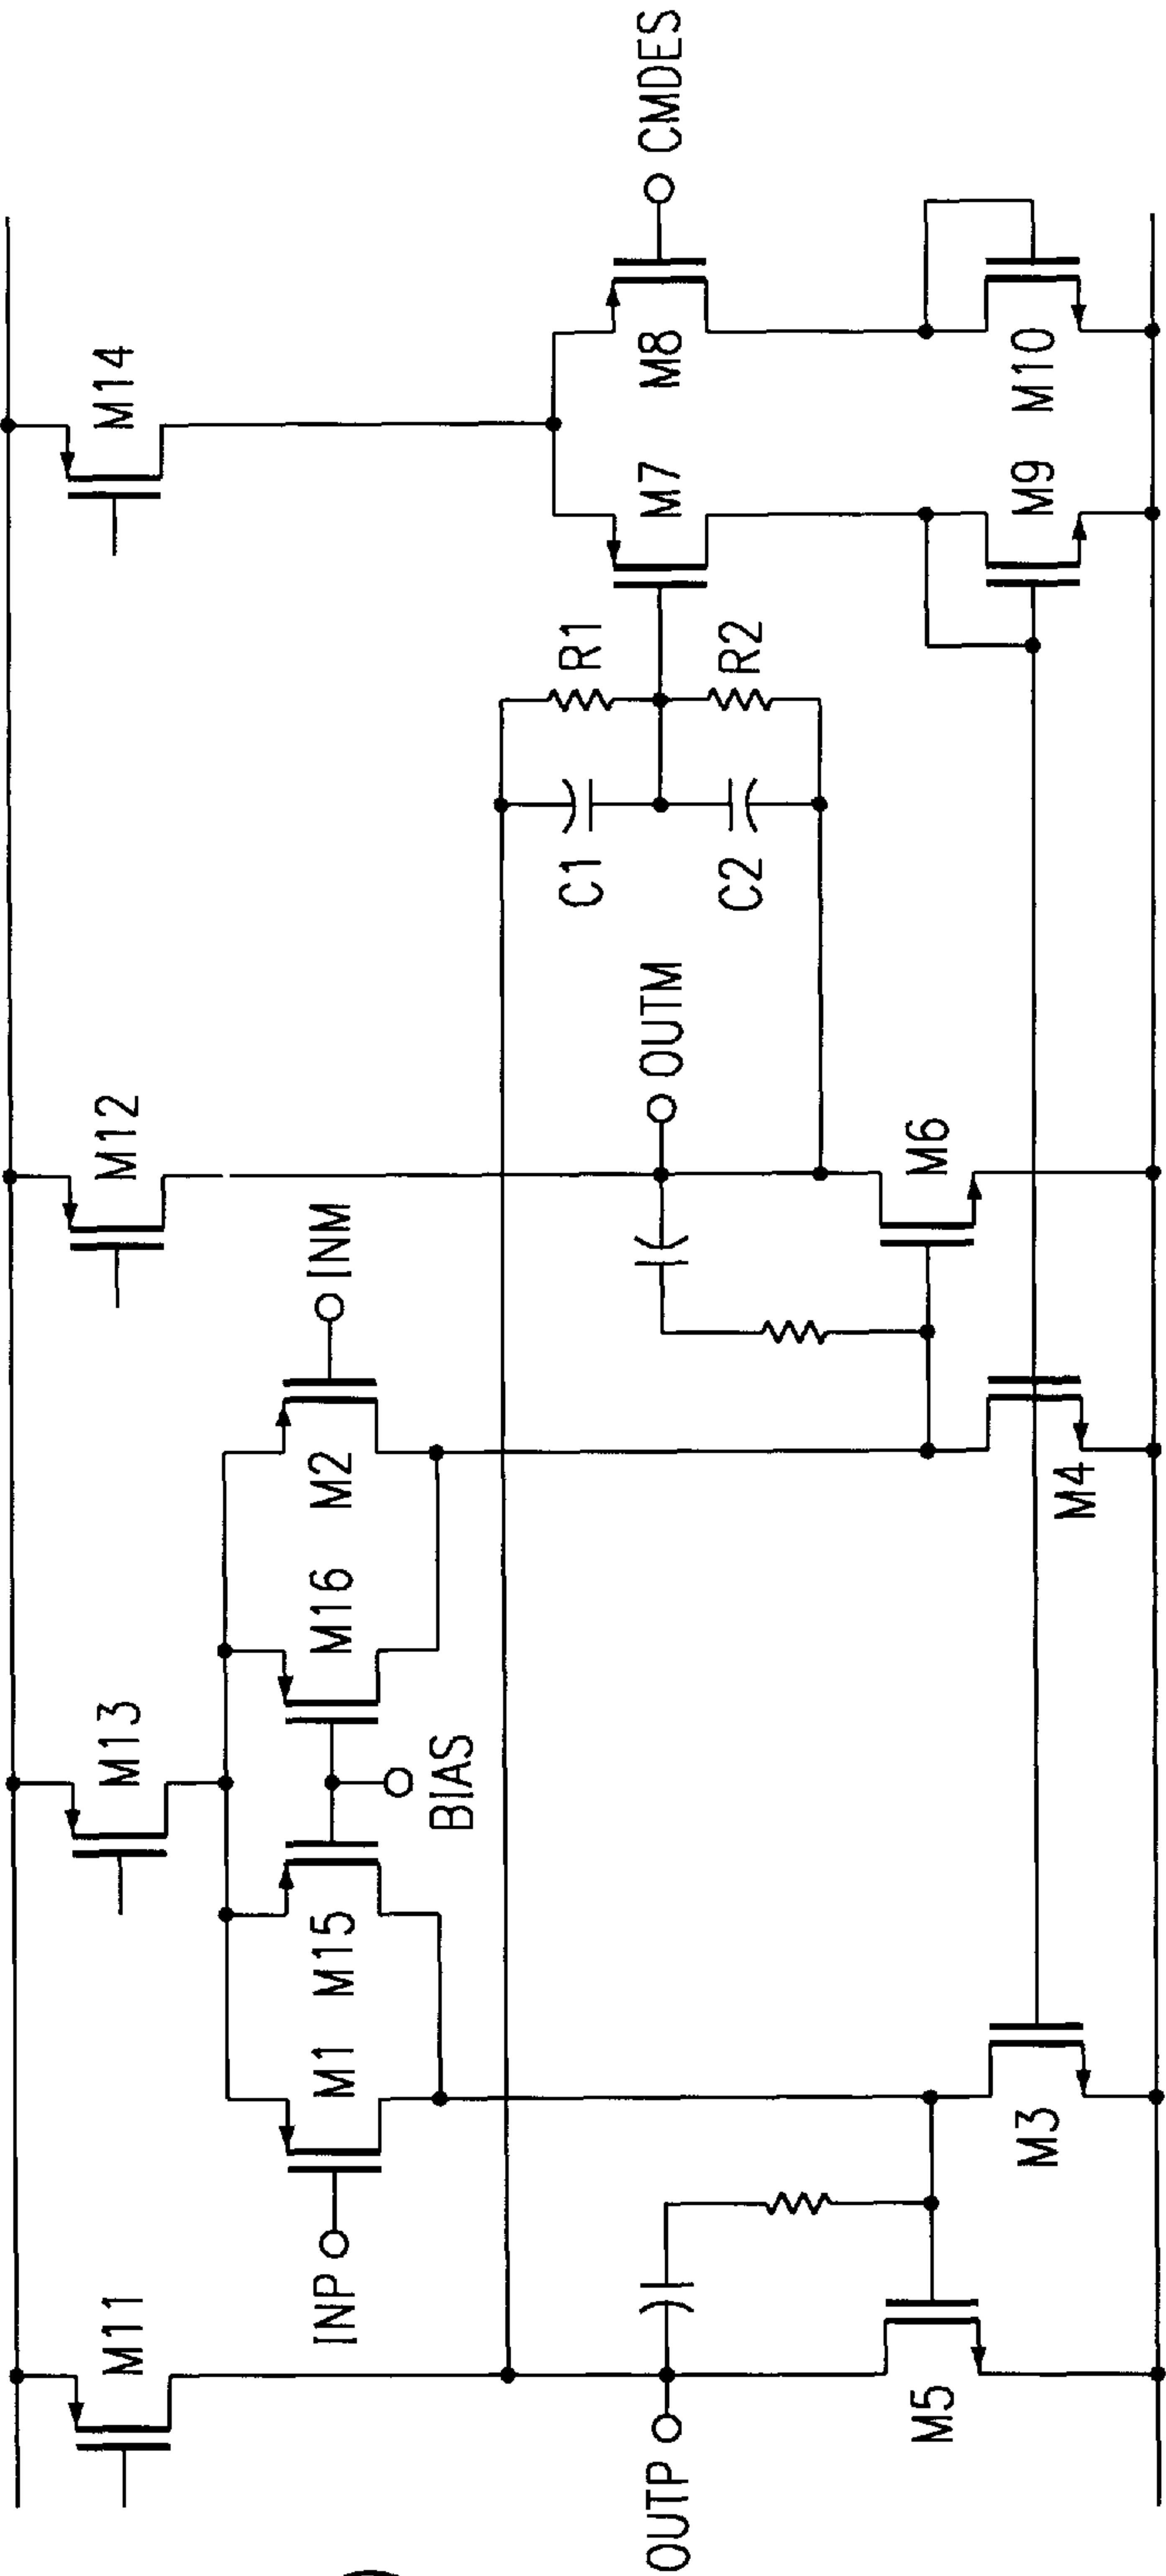 M11
M13
M12
M14
INP
M1
M15
M16
M2
INM
BIAS
OUTP
OUTM
C1
R1
C2
R2
M7
M8
CMDES
M5
M3
M4
M6
M9
M10